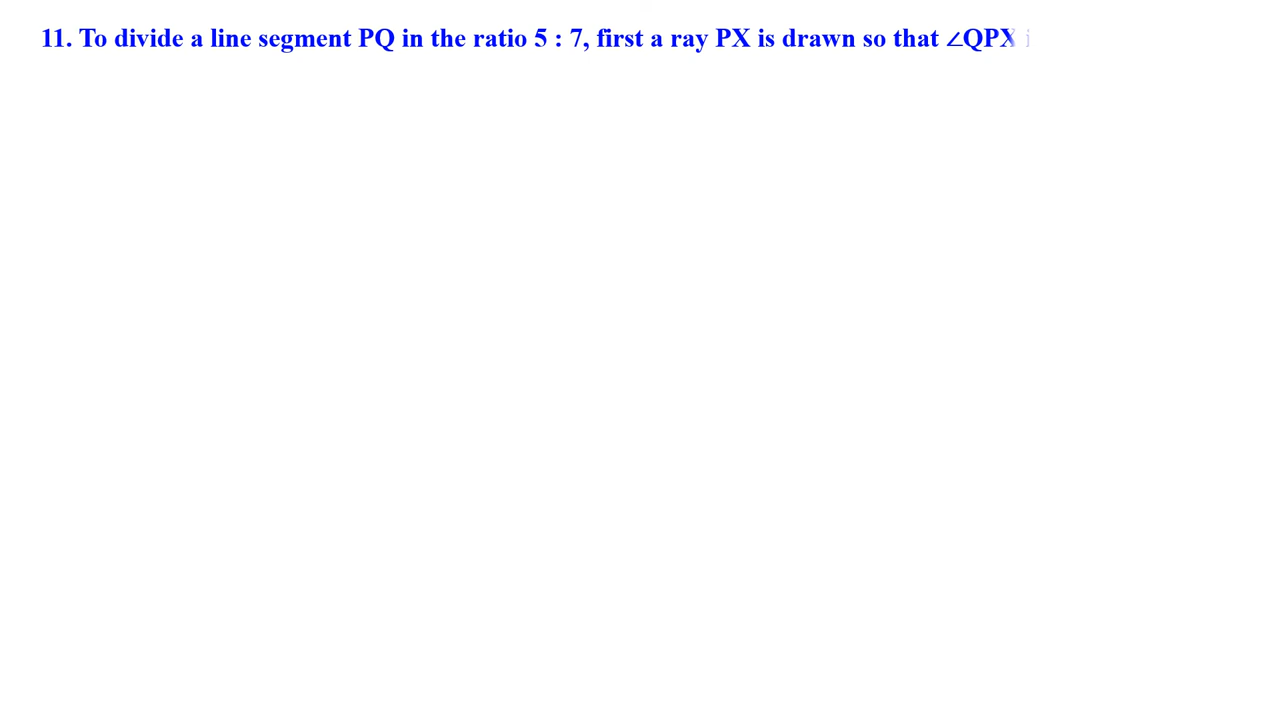 11. To divide a line segment PQ in the ratio 5 : 7, first a ray PX is drawn so that ∠QPX i